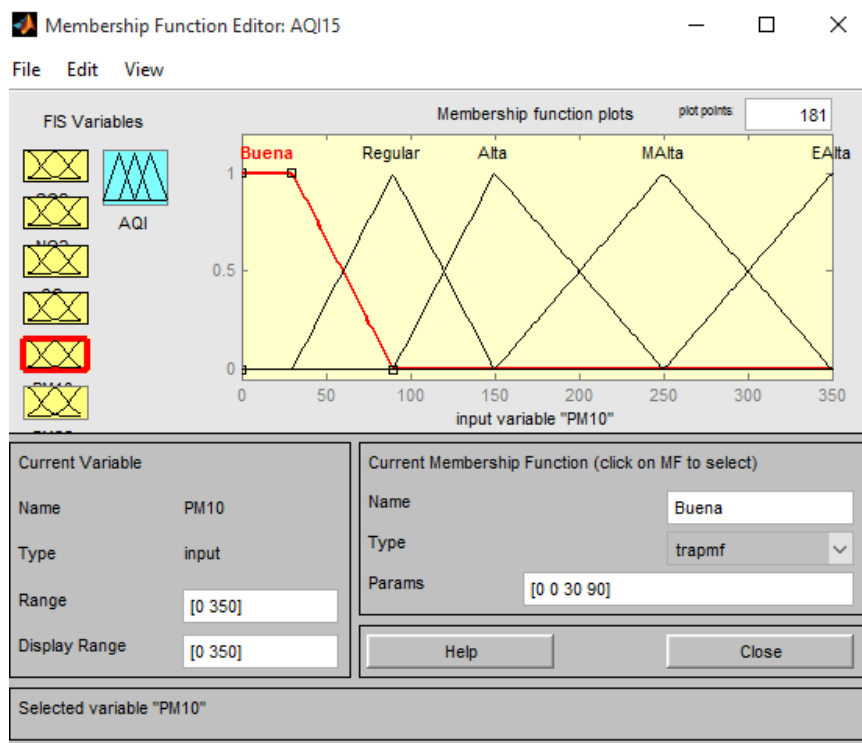 Membership Function Editor: AQI15
File Edit View
FIS Variables
AQI
PM10
Membership function plots
plot points:
181
Buena Regular Alta MAlta EAlta
1
0.5
0
0 50 100 150 200 250 300 350
input variable "PM10"
Current Variable
Name PM10
Type input
Range [0 350]
Display Range [0 350]
Current Membership Function (click on MF to select)
Name Buena
Type trapmf
Params [0 0 30 90]
Help Close
Selected variable "PM10"